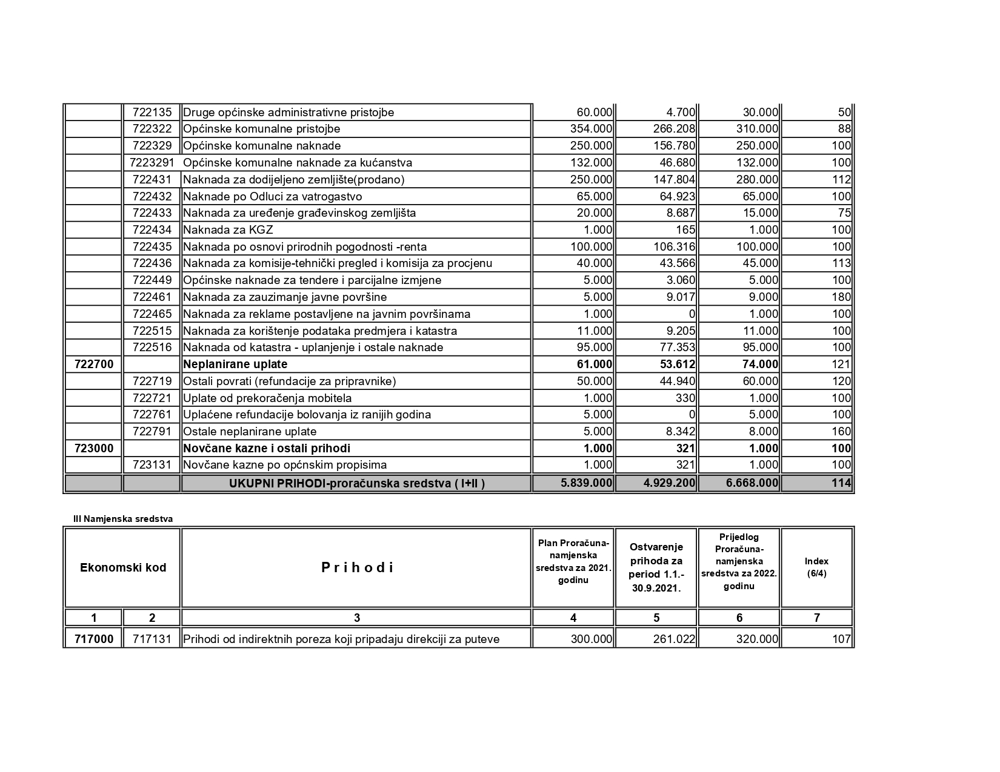 722135 Druge općinske administrativne pristojbe 60.000 4.700 30.000 50
722322 Općinske komunalne pristojbe 354.000 266.208 310.000 88
722329 Općinske komunalne naknade 250.000 156.780 250.000 100
7223291 Općinske komunalne naknade za kućanstva 132.000 46.680 132.000 100
722431 Naknada za dodijeljeno zemljište(prodano) 250.000 147.804 280.000 112
722432 Naknade po Odluci za vatrogastvo 65.000 64.923 65.000 100
722433 Naknada za uređenje građevinskog zemljišta 20.000 8.687 15.000 75
722434 Naknada za KGZ 1.000 165 1.000 100
722435 Naknada po osnovi prirodnih pogodnosti -renta 100.000 106.316 100.000 100
722436 Naknada za komisije-tehnički pregled i komisija za procjenu 40.000 43.566 45.000 113
722449 Općinske naknade za tendere i parcijalne izmjene 5.000 3.060 5.000 100
722461 Naknada za zauzimanje javne površine 5.000 9.017 9.000 180
722465 Naknada za reklame postavljene na javnim površinama 1.000 0 1.000 100
722515 Naknada za korištenje podataka predmjera i katastra 11.000 9.205 11.000 100
722516 Naknada od katastra - uplanjenje i ostale naknade 95.000 77.353 95.000 100
722700 Neplanirane uplate 61.000 53.612 74.000 121
722719 Ostali povrati (refundacije za pripravnike) 50.000 44.940 60.000 120
722721 Uplate od prekoračenja mobitela 1.000 330 1.000 100
722761 Uplaćene refundacije bolovanja iz ranijih godina 5.000 0 5.000 100
722791 Ostale neplanirane uplate 5.000 8.342 8.000 160
723000 Novčane kazne i ostali prihodi 1.000 321 1.000 100
723131 Novčane kazne po općnskim propisima 1.000 321 1.000 100
UKUPNI PRIHODI-proračunska sredstva ( I+II ) 5.839.000 4.929.200 6.668.000 114
III Namjenska sredstva
Ekonomski kod
P r i h o d i
Plan Proračuna-
namjenska
sredstva za 2021.
godinu
Ostvarenje
prihoda za
period 1.1.-
30.9.2021.
Prijedlog
Proračuna-
namjenska
sredstva za 2022.
godinu
Index
(6/4)
1 2 3 4 5 6 7
717000 717131 Prihodi od indirektnih poreza koji pripadaju direkciji za puteve 300.000 261.022 320.000 107